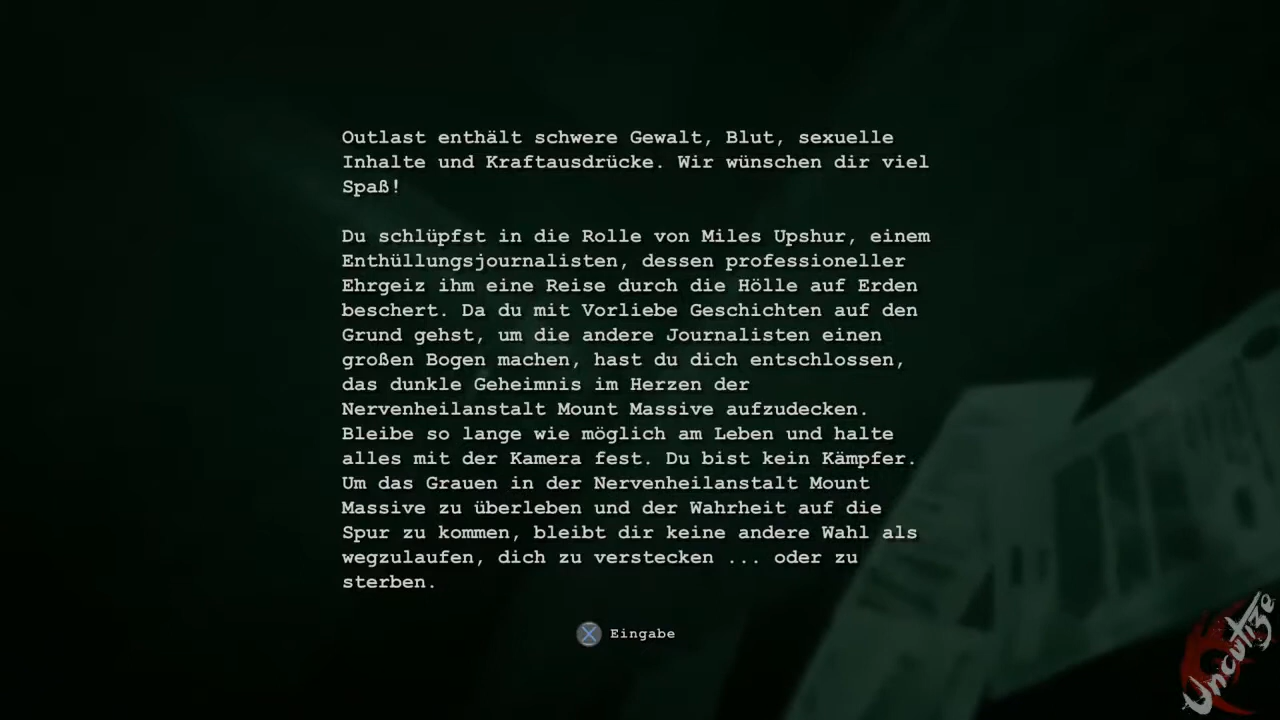 Outlast enthält schwere Gewalt, Blut, sexuelle
Inhalte und Kraftausdrücke. Wir wünschen dir viel
Spaß!
Du schlüpfst in die Rolle von Miles Upshur, einem
Enthüllungsjournalisten, dessen professioneller
Ehrgeiz ihm eine Reise durch die Hölle auf Erden
beschert. Da du mit Vorliebe Geschichten auf den
Grund gehst, um die andere Journalisten einen
großen Bogen machen, hast du dich entschlossen,
das dunkle Geheimnis im Herzen der
Nervenheilanstalt Mount Massive aufzudecken.
Bleibe so lange wie möglich am Leben und halte
alles mit der Kamera fest. Du bist kein Kämpfer.
Um das Grauen in der Nervenheilanstalt Mount
Massive zu überleben und der Wahrheit auf die
Spur zu kommen, bleibt dir keine andere Wahl als
wegzulaufen, dich zu verstecken ... oder zu
sterben.
Eingabe
Uncutize